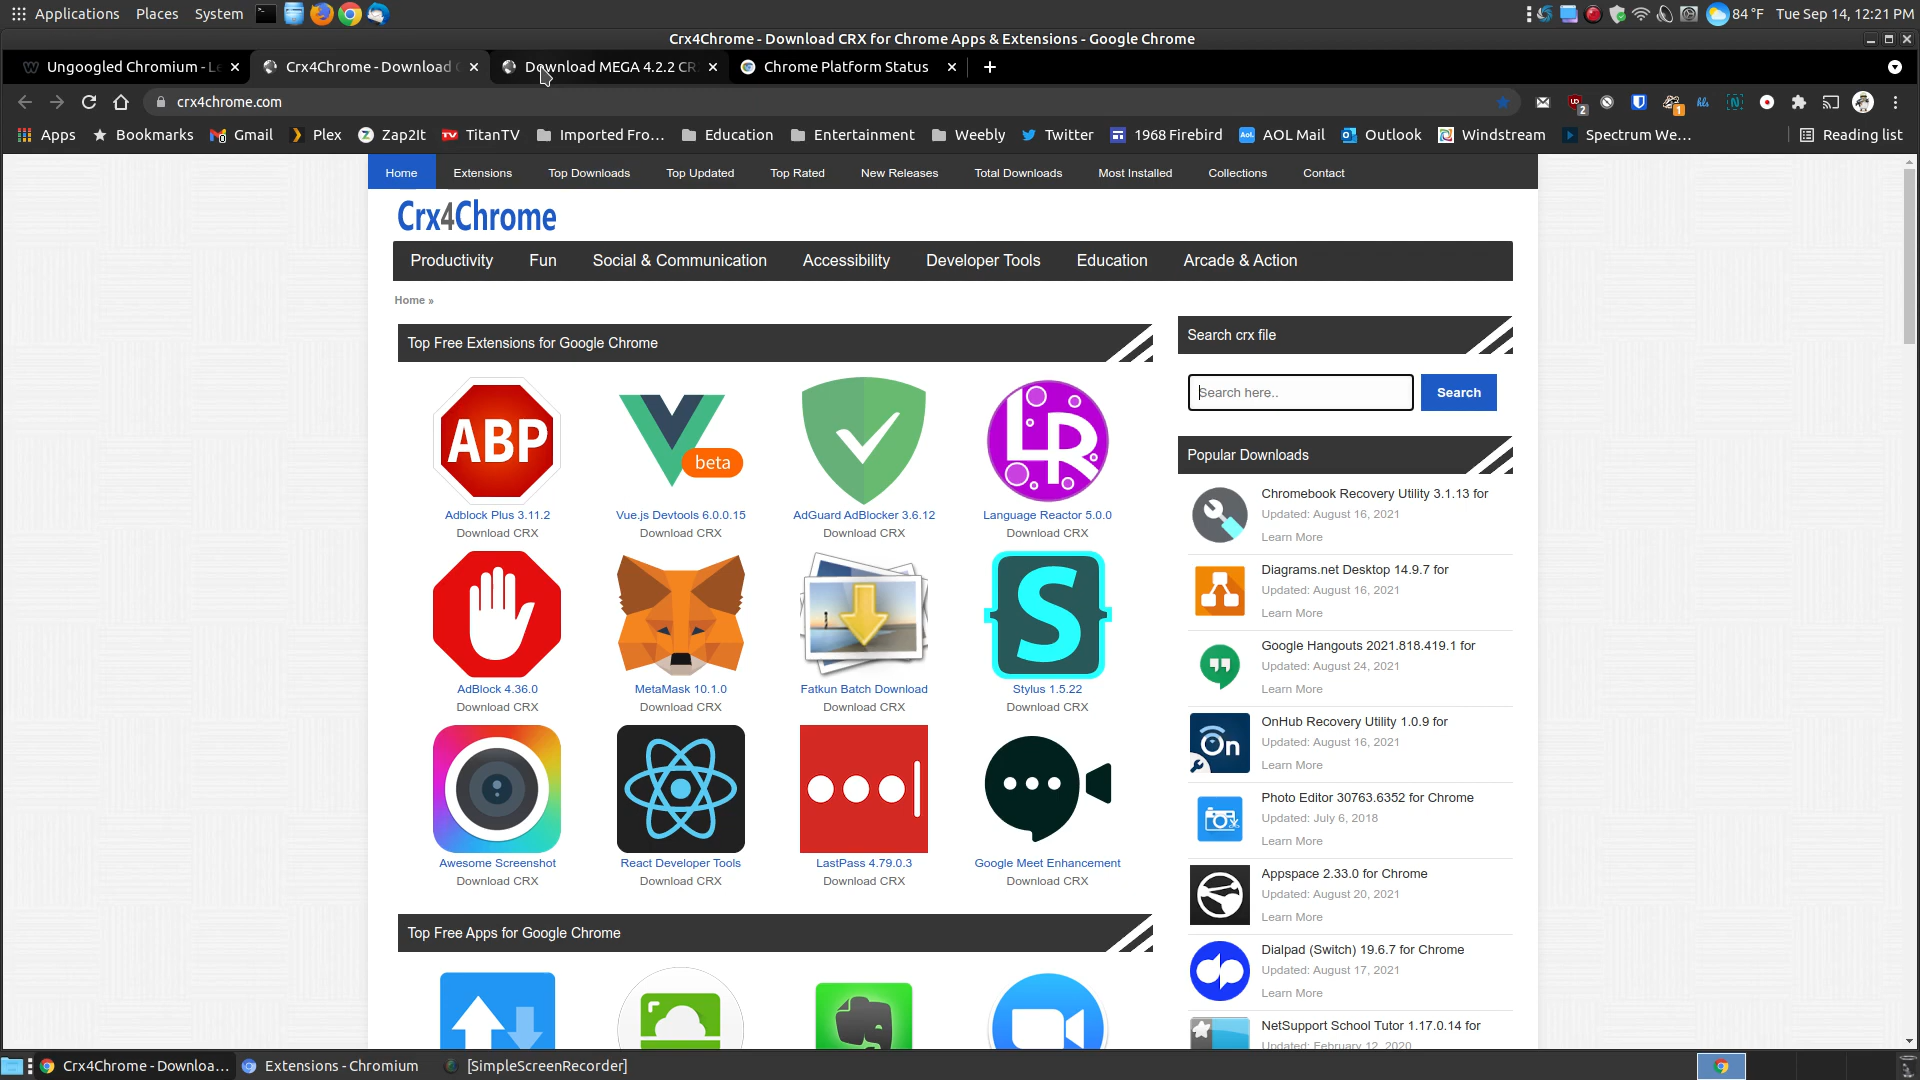 Applications Places System 84 °F Tue Sep 14, 12:21 PM
Crx4Chrome - Download CRX for Chrome Apps & Extensions - Google Chrome
Ungoogled Chromium - Le Crx4Chrome - Download Download MEGA 4.2.2 CR Chrome Platform Status
crx4chrome.com
Apps Bookmarks Gmail Plex Zap2It TitanTV Imported Fro... Education Entertainment Weebly Twitter 1968 Firebird AOL Mail Outlook Windstream Spectrum We... Reading list
Home Extensions Top Downloads Top Updated Top Rated New Releases Total Downloads Most Installed Collections Contact
Crx4Chrome
Productivity Fun Social & Communication Accessibility Developer Tools Education Arcade & Action
Home »
Top Free Extensions for Google Chrome
ABP
beta
LR
Adblock Plus 3.11.2 Vue.js Devtools 6.0.0.15 AdGuard AdBlocker 3.6.12 Language Reactor 5.0.0
Download CRX Download CRX Download CRX Download CRX
S
AdBlock 4.36.0 MetaMask 10.1.0 Fatkun Batch Download Stylus 1.5.22
Download CRX Download CRX Download CRX Download CRX
Awesome Screenshot React Developer Tools LastPass 4.79.0.3 Google Meet Enhancement
Download CRX Download CRX Download CRX Download CRX
Top Free Apps for Google Chrome
Search crx file
Search here.. Search
Popular Downloads
Chromebook Recovery Utility 3.1.13 for
Updated: August 16, 2021
Learn More
Diagrams.net Desktop 14.9.7 for
Updated: August 16, 2021
Learn More
Google Hangouts 2021.818.419.1 for
Updated: August 24, 2021
Learn More
OnHub Recovery Utility 1.0.9 for
Updated: August 16, 2021
Learn More
On
Photo Editor 30763.6352 for Chrome
Updated: July 6, 2018
Learn More
Appspace 2.33.0 for Chrome
Updated: August 20, 2021
Learn More
Dialpad (Switch) 19.6.7 for Chrome
Updated: August 17, 2021
Learn More
dp
NetSupport School Tutor 1.17.0.14 for
Updated: February 12, 2020
Crx4Chrome - Downloa... Extensions - Chromium [SimpleScreenRecorder]